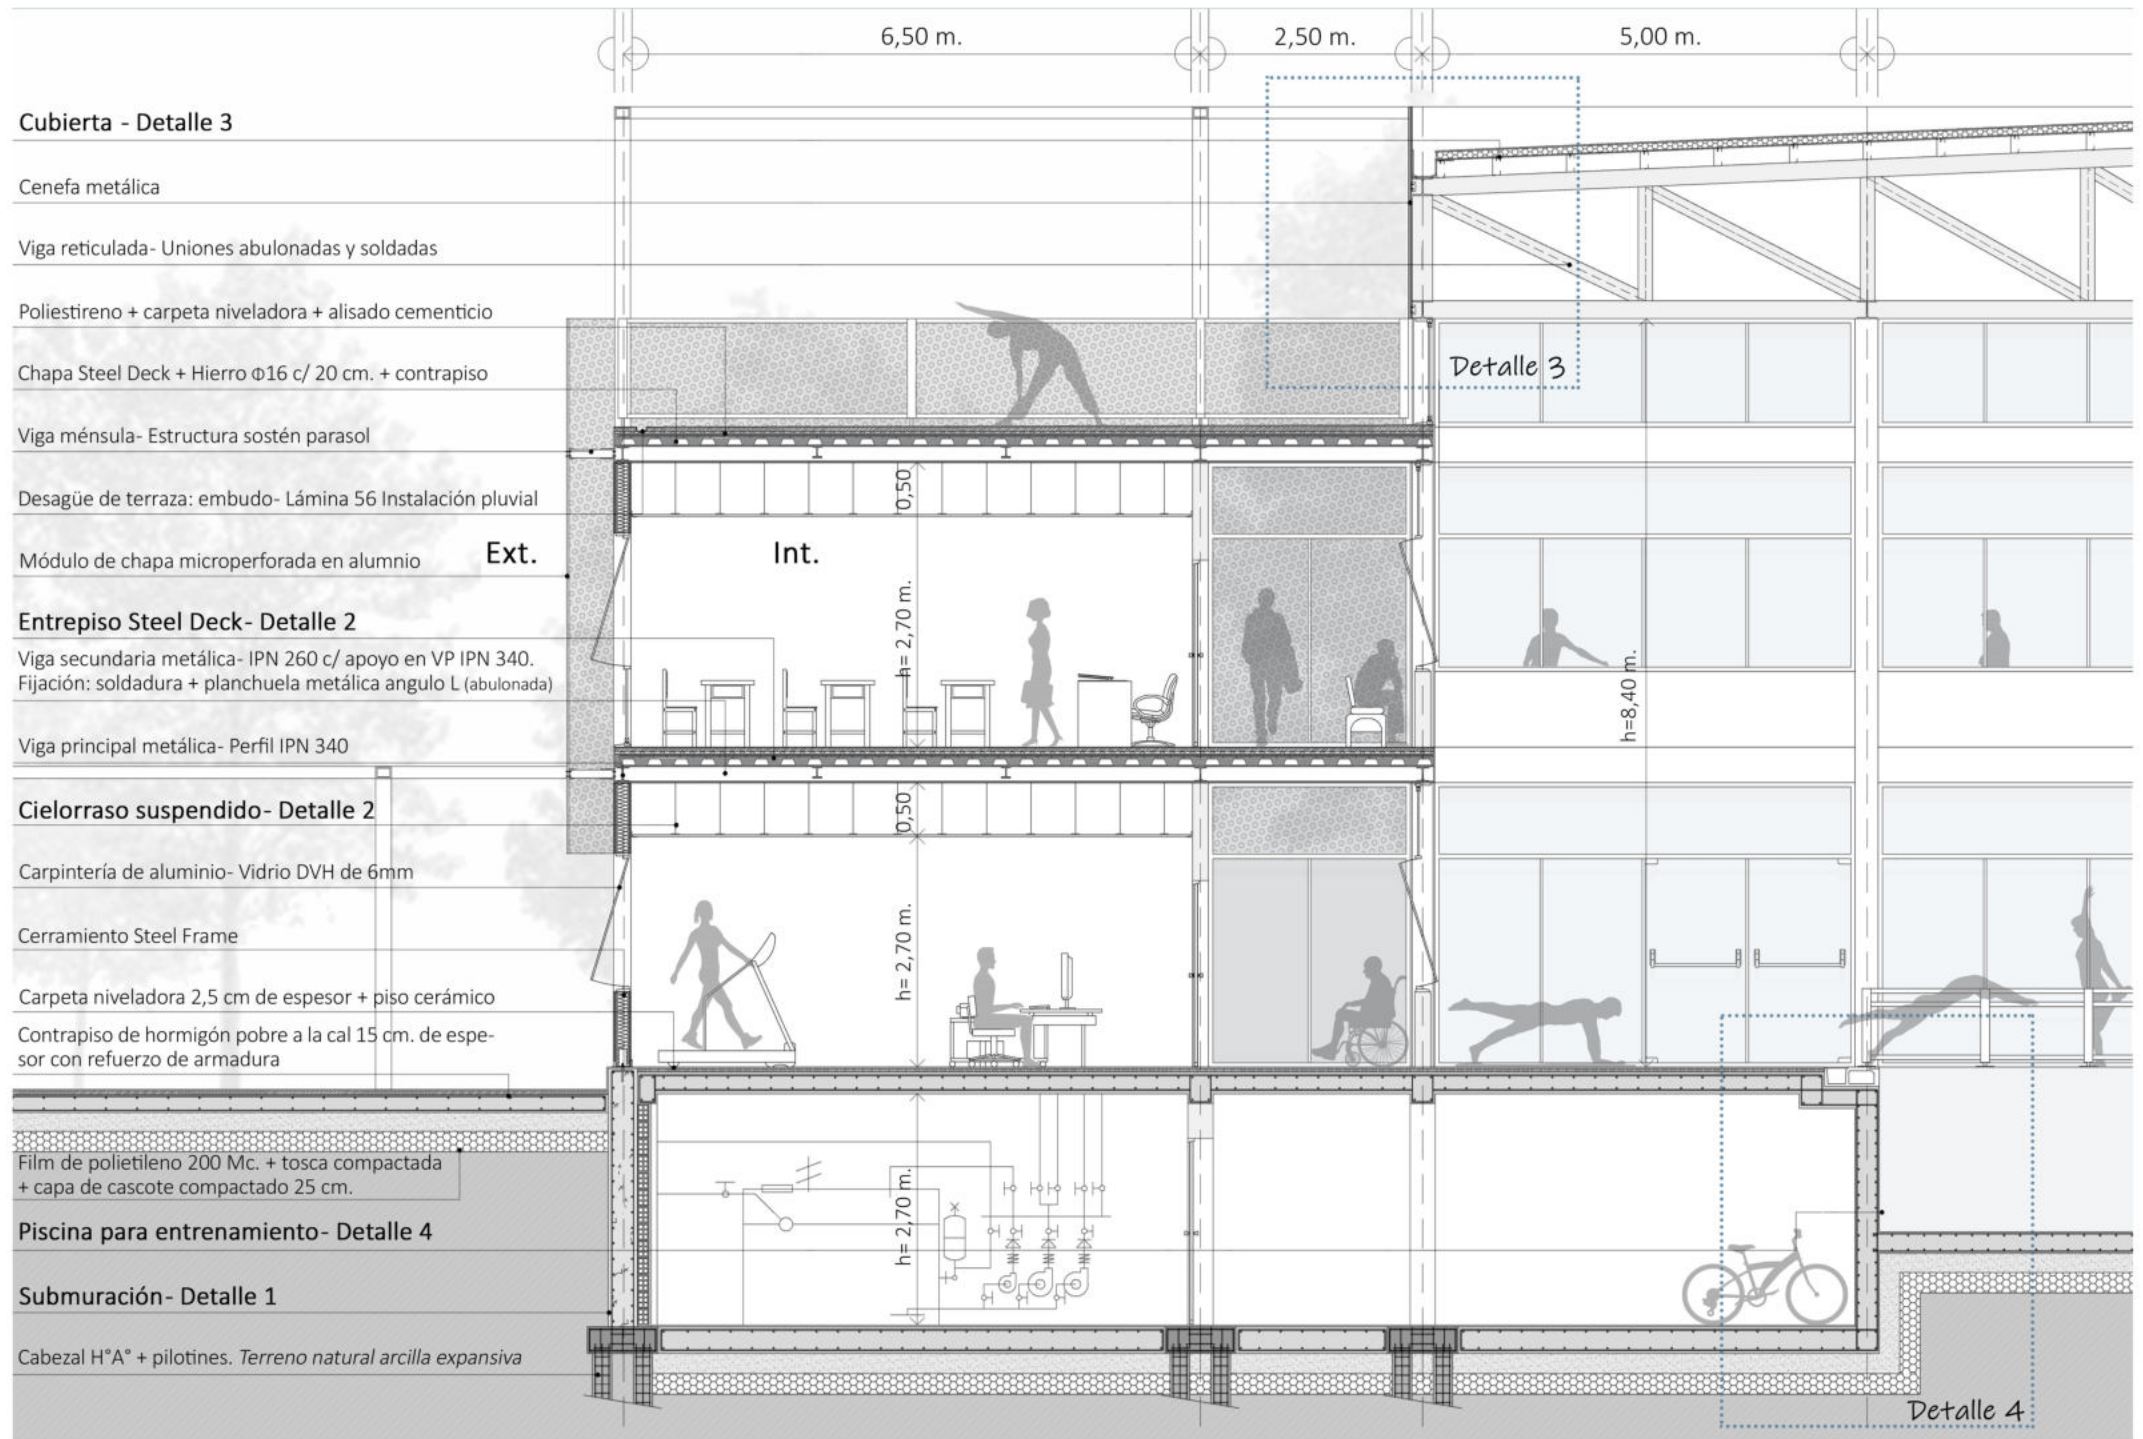 6,50 m.
2,50 m.
5,00 m.
Cubierta - Detalle 3
Cenefa metálica
Viga reticulada- Uniones abulonadas y soldadas
Poliestireno + carpeta niveladora + alisado cementicio
Chapa Steel Deck + Hierro Φ16 c/ 20 cm. + contrapiso
Viga ménsula- Estructura sostén parasol
Desagüe de terraza: embudo- Lámina 56 Instalación pluvial
Módulo de chapa microperforada en alumnio
Entrepiso Steel Deck- Detalle 2
Viga secundaria metálica- IPN 260 c/ apoyo en VP IPN 340.
Fijación: soldadura + planchuela metálica angulo L (abulonada)
Viga principal metálica- Perfil IPN 340
Cielorraso suspendido- Detalle 2
Carpintería de aluminio- Vidrio DVH de 6mm
Cerramiento Steel Frame
Carpeta niveladora 2,5 cm de espesor + piso cerámico
Contrapiso de hormigón pobre a la cal 15 cm. de espe-
sor con refuerzo de armadura
Film de polietileno 200 Mc. + tosca compactada
+ capa de cascote compactado 25 cm.
Piscina para entrenamiento- Detalle 4
Submuración- Detalle 1
Cabezal H°A° + pilotines. Terreno natural arcilla expansiva
Ext.
Int.
0,50
h= 2,70 m.
0,50
h= 2,70 m.
h= 2,70 m.
h=8,40 m.
Detalle 3
Detalle 4